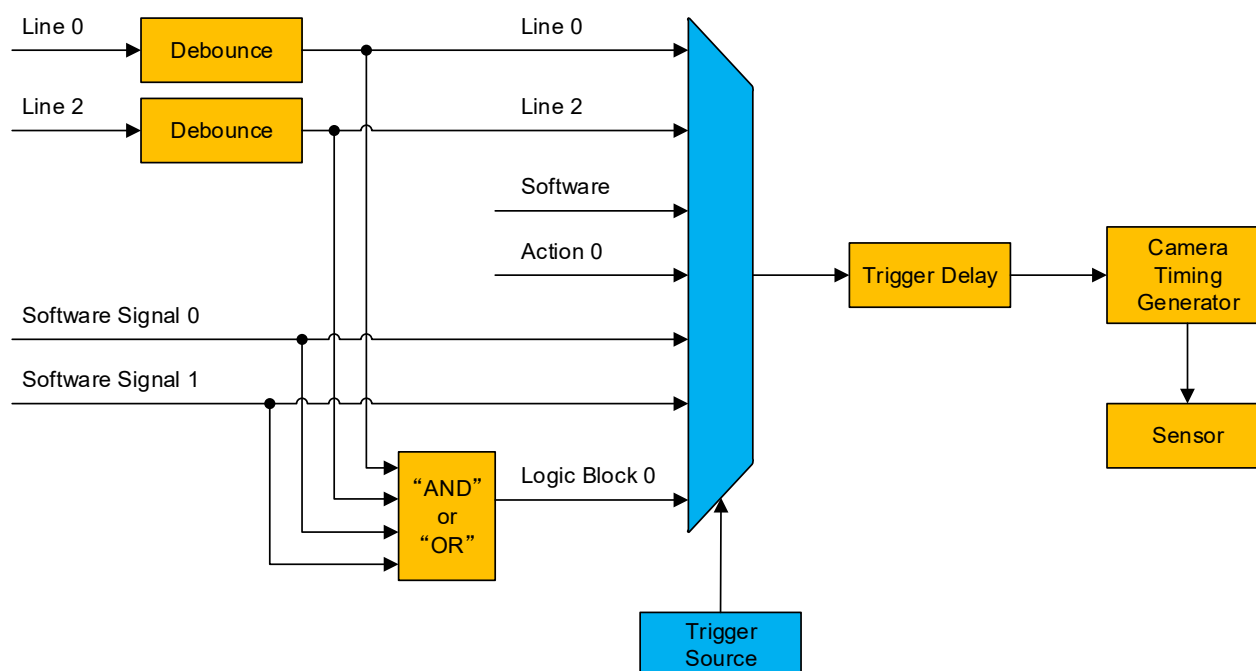 Line 0
Debounce
Line 0
Line 2
Debounce
Line 2
Software
Action 0
Trigger Delay
Camera
Timing
Generator
Software Signal 0
Software Signal 1
Sensor
“AND”
or
“OR”
Logic Block 0
Trigger
Source